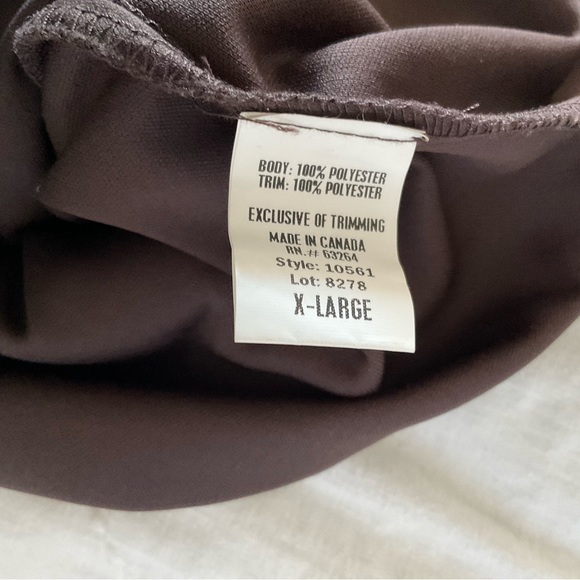 BODY: 100% POLYESTER
TRIM: 100% POLYESTER
EXCLUSIVE OF TRIMMING
MADE IN CANADA
RN.# 63264
Style: 10561
Lot: 8278
X-LARGE